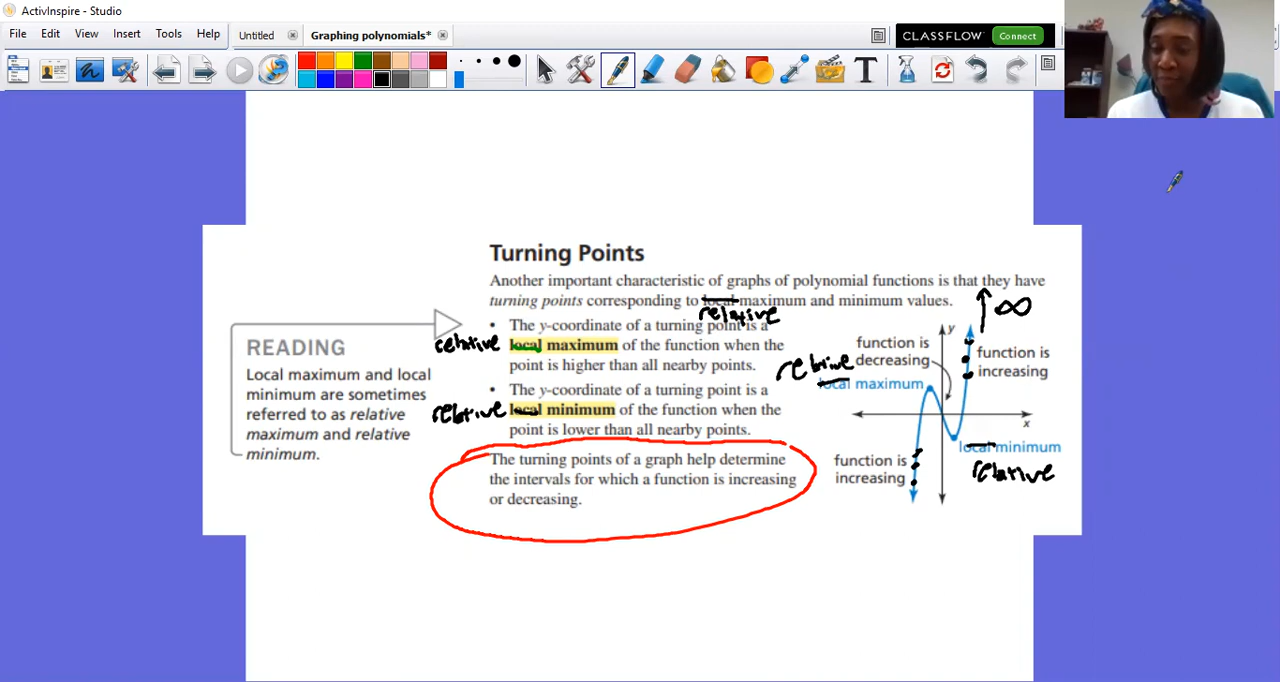 ActivInspire - Studio
File Edit View Insert Tools Help
Untitled
Graphing polynomials*
CLASSFLOW Connect
Turning Points
Another important characteristic of graphs of polynomial functions is that they have
turning points corresponding to local maximum and minimum values.
relative
• The y-coordinate of a turning point is a
relative local maximum of the function when the
point is higher than all nearby points.
• The y-coordinate of a turning point is a
relative local minimum of the function when the
point is lower than all nearby points.
The turning points of a graph help determine
the intervals for which a function is increasing
or decreasing.
READING
Local maximum and local
minimum are sometimes
referred to as relative
maximum and relative
minimum.
∞
y
function is
decreasing
function is
increasing
relative
local maximum
x
local minimum
relative
function is
increasing